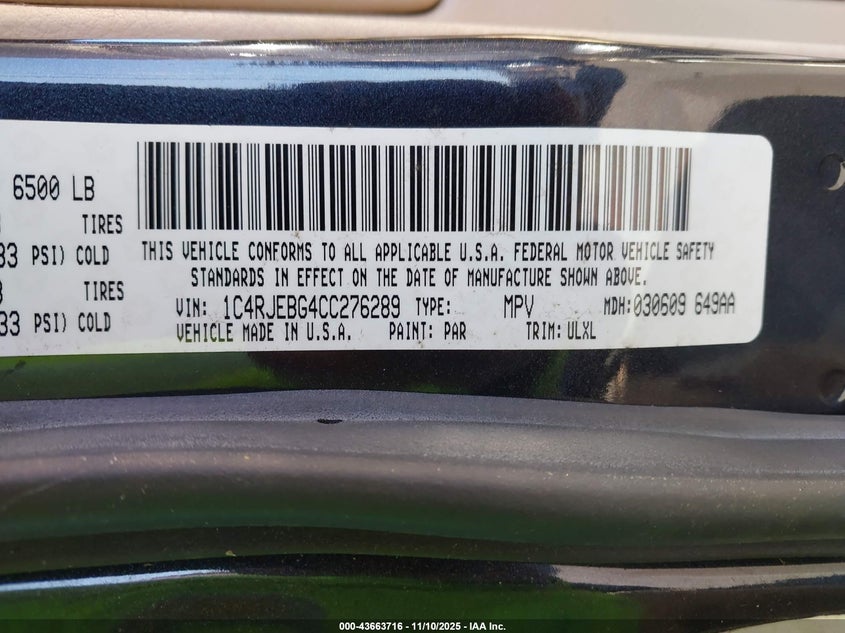 6500 LB
TIRES
33 PSI) COLD
TIRES
33 PSI) COLD
THIS VEHICLE CONFORMS TO ALL APPLICABLE U.S.A. FEDERAL MOTOR VEHICLE SAFETY
STANDARDS IN EFFECT ON THE DATE OF MANUFACTURE SHOWN ABOVE.
VIN: 1C4RJEBG4CC276289 TYPE: MPV MDH:030609 649AA
VEHICLE MADE IN U.S.A. PAINT: PAR TRIM: ULXL
000-43663716 - 11/10/2025 - IAA Inc.